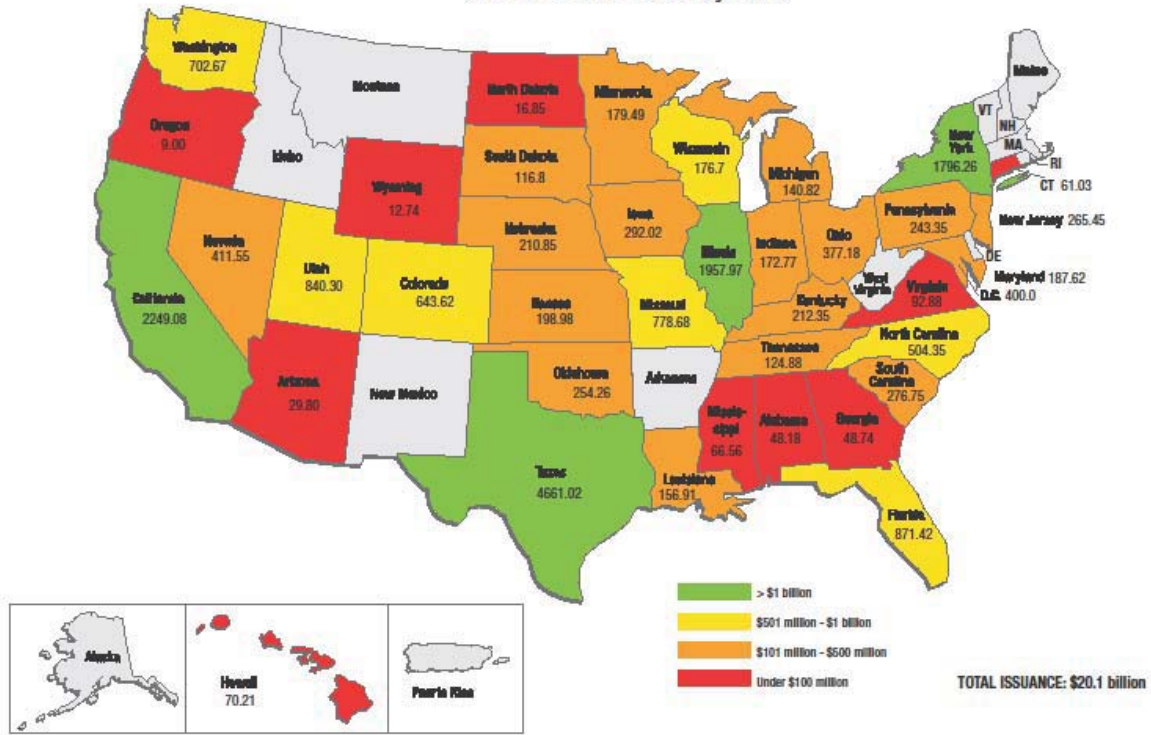 Washington
702.67
Montana
North Dakota
16.85
Minnesota
179.49
Maine
VT
NH
MA
RI
CT 61.03
New
York
1796.26
Oregon
9.00
Idaho
Wyoming
12.74
South Dakota
116.8
Wisconsin
176.7
Michigan
140.82
Nevada
411.55
Utah
840.30
Colorado
643.62
Nebraska
210.85
Iowa
292.02
Illinois
1957.97
Indiana
172.77
Ohio
377.18
Pennsylvania
243.35
New Jersey 265.45
DE
Maryland 187.62
D.C. 400.0
West
Virginia
Virginia
92.88
California
2249.08
Kansas
198.98
Missouri
778.68
Kentucky
212.35
North Carolina
504.35
Tennessee
124.88
South
Carolina
276.75
Arizona
29.80
New Mexico
Oklahoma
254.26
Arkansas
Missis-
sippi
66.56
Alabama
48.18
Georgia
48.74
Texas
4661.02
Louisiana
156.91
Florida
871.42
> $1 billion
$501 million - $1 billion
$101 million - $500 million
Under $100 million
TOTAL ISSUANCE: $20.1 billion
Alaska
Hawaii
70.21
Puerto Rico